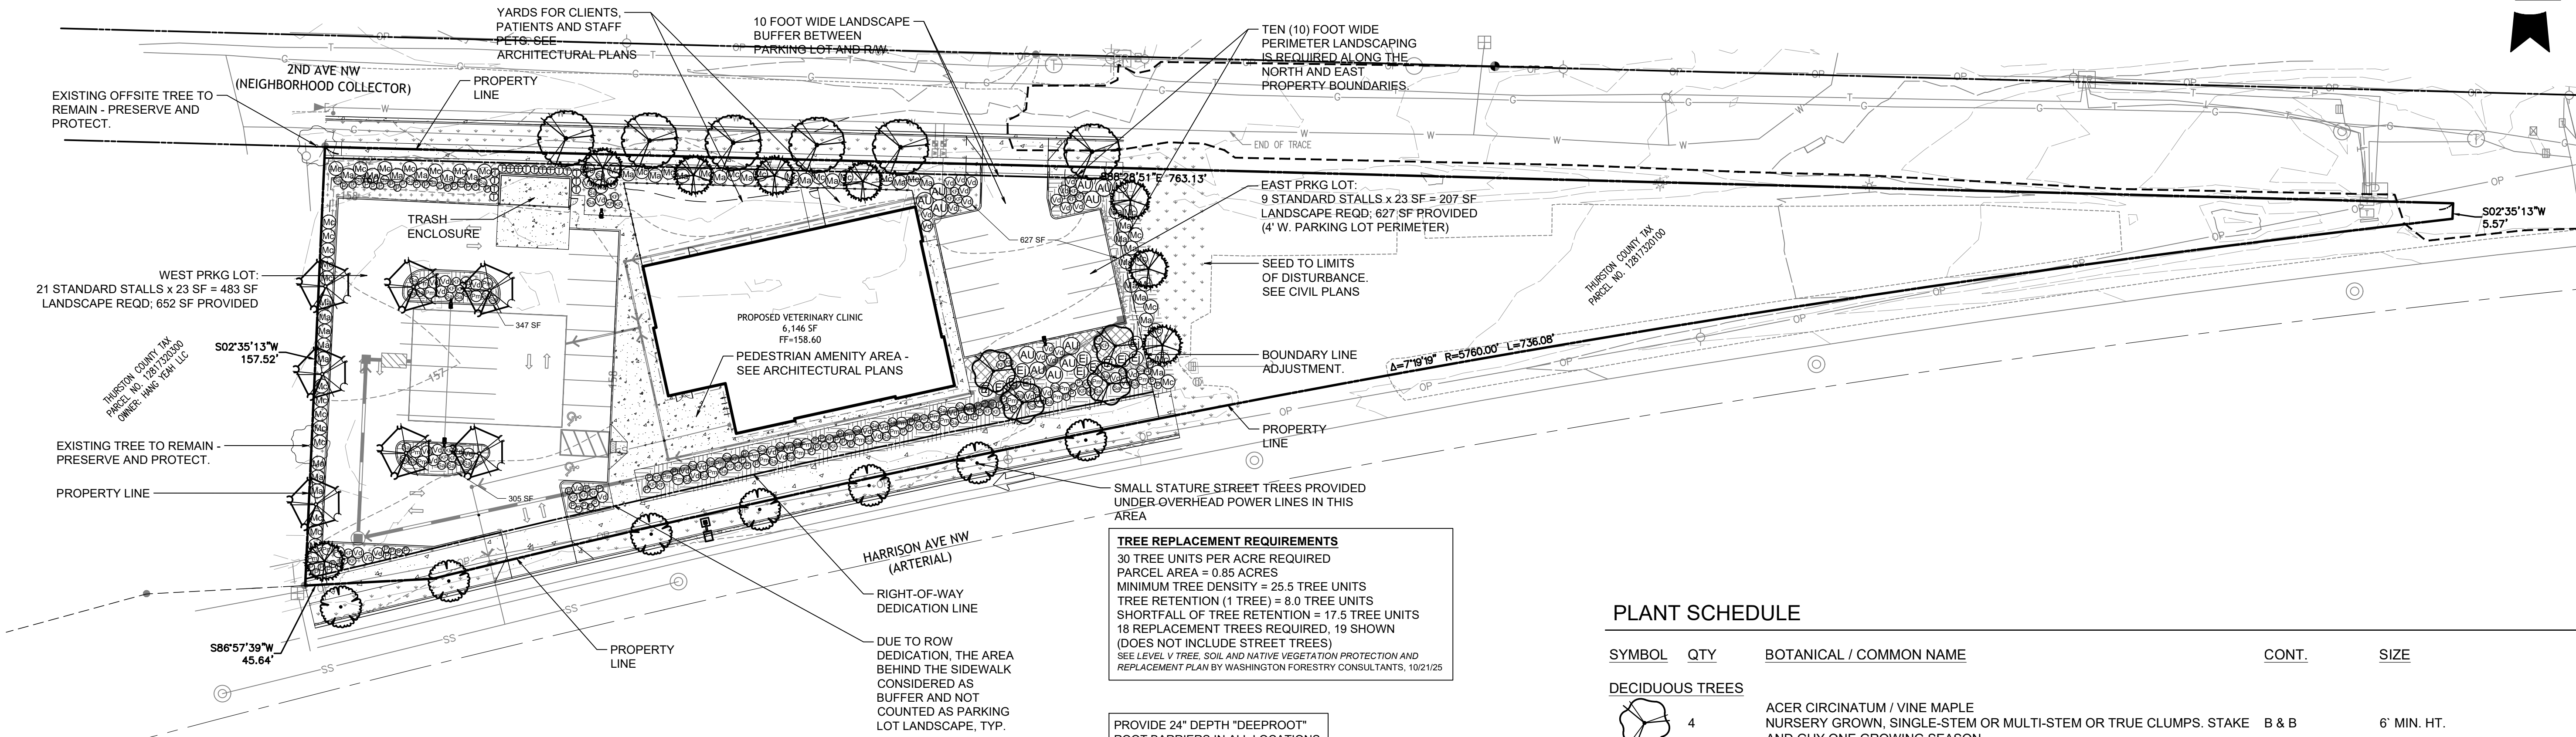 YARDS FOR CLIENTS,
PATIENTS AND STAFF
PETS. SEE
ARCHITECTURAL PLANS
10 FOOT WIDE LANDSCAPE
BUFFER BETWEEN
PARKING LOT AND R/W.
TEN (10) FOOT WIDE
PERIMETER LANDSCAPING
IS REQUIRED ALONG THE
NORTH AND EAST
PROPERTY BOUNDARIES.
2ND AVE NW
(NEIGHBORHOOD COLLECTOR)
PROPERTY
LINE
EXISTING OFFSITE TREE TO
REMAIN - PRESERVE AND
PROTECT.
END OF TRACE
S88°28'51"E 763.13'
EAST PRKG LOT:
9 STANDARD STALLS x 23 SF = 207 SF
LANDSCAPE REQD; 627 SF PROVIDED
(4' W. PARKING LOT PERIMETER)
S02°35'13"W
5.57'
TRASH
ENCLOSURE
627 SF
WEST PRKG LOT:
21 STANDARD STALLS x 23 SF = 483 SF
LANDSCAPE REQD; 652 SF PROVIDED
SEED TO LIMITS
OF DISTURBANCE.
SEE CIVIL PLANS
THURSTON COUNTY TAX
PARCEL NO. 12817320100
347 SF
PROPOSED VETERINARY CLINIC
6,146 SF
FF=158.60
S02°35'13"W
157.52'
THURSTON COUNTY TAX
PARCEL NO. 12817320300
OWNER: HANG YEAH LLC
PEDESTRIAN AMENITY AREA -
SEE ARCHITECTURAL PLANS
BOUNDARY LINE
ADJUSTMENT.
Δ=7°19'19" R=5760.00' L=736.08'
157
158
EXISTING TREE TO REMAIN -
PRESERVE AND PROTECT.
PROPERTY
LINE
PROPERTY LINE
305 SF
SMALL STATURE STREET TREES PROVIDED
UNDER OVERHEAD POWER LINES IN THIS
AREA
HARRISON AVE NW
(ARTERIAL)
TREE REPLACEMENT REQUIREMENTS
30 TREE UNITS PER ACRE REQUIRED
PARCEL AREA = 0.85 ACRES
MINIMUM TREE DENSITY = 25.5 TREE UNITS
TREE RETENTION (1 TREE) = 8.0 TREE UNITS
SHORTFALL OF TREE RETENTION = 17.5 TREE UNITS
18 REPLACEMENT TREES REQUIRED, 19 SHOWN
(DOES NOT INCLUDE STREET TREES)
SEE LEVEL V TREE, SOIL AND NATIVE VEGETATION PROTECTION AND
REPLACEMENT PLAN BY WASHINGTON FORESTRY CONSULTANTS, 10/21/25
RIGHT-OF-WAY
DEDICATION LINE
S86°57'39"W
45.64'
PROPERTY
LINE
DUE TO ROW
DEDICATION, THE AREA
BEHIND THE SIDEWALK
CONSIDERED AS
BUFFER AND NOT
COUNTED AS PARKING
LOT LANDSCAPE, TYP.
SS
SS
PROVIDE 24" DEPTH "DEEPROOT"
ROOT BARRIERS IN ALL LOCATIONS
PLANT SCHEDULE
SYMBOL QTY BOTANICAL / COMMON NAME CONT. SIZE
DECIDUOUS TREES
ACER CIRCINATUM / VINE MAPLE
4 NURSERY GROWN, SINGLE-STEM OR MULTI-STEM OR TRUE CLUMPS. STAKE B & B 6` MIN. HT.
AND GUY ONE GROWING SEASON